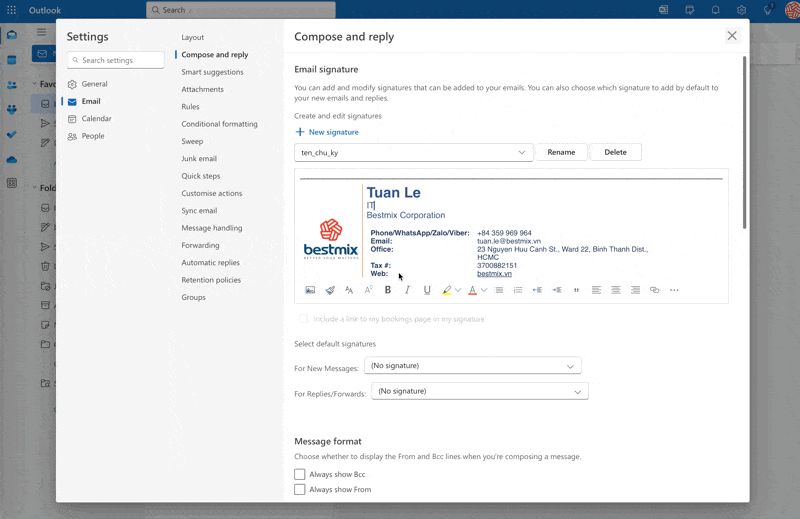 Outlook
Search
Settings
Search settings
General
Email
Calendar
People
Layout
Compose and reply
Smart suggestions
Attachments
Rules
Conditional formatting
Sweep
Junk email
Quick steps
Customise actions
Sync email
Message handling
Forwarding
Automatic replies
Retention policies
Groups
Compose and reply
Email signature
You can add and modify signatures that can be added to your emails. You can also choose which signature to add by default to
your new emails and replies.
Create and edit signatures
New signature
ten_chu_ky
Rename
Delete
Tuan Le
IT
Bestmix Corporation
bestmix
BETTER YOUR MATTERS
Phone/WhatsApp/Zalo/Viber: +84 359 969 964
Email: tuan.le@bestmix.vn
Office: 23 Nguyen Huu Canh St., Ward 22, Binh Thanh Dist.,
HCMC
Tax #: 3700882151
Web: bestmix.vn
Include a link to my bookings page in my signature
Select default signatures
For New Messages: (No signature)
For Replies/Forwards: (No signature)
Message format
Choose whether to display the From and Bcc lines when you're composing a message.
Always show Bcc
Always show From
Favo
Fold